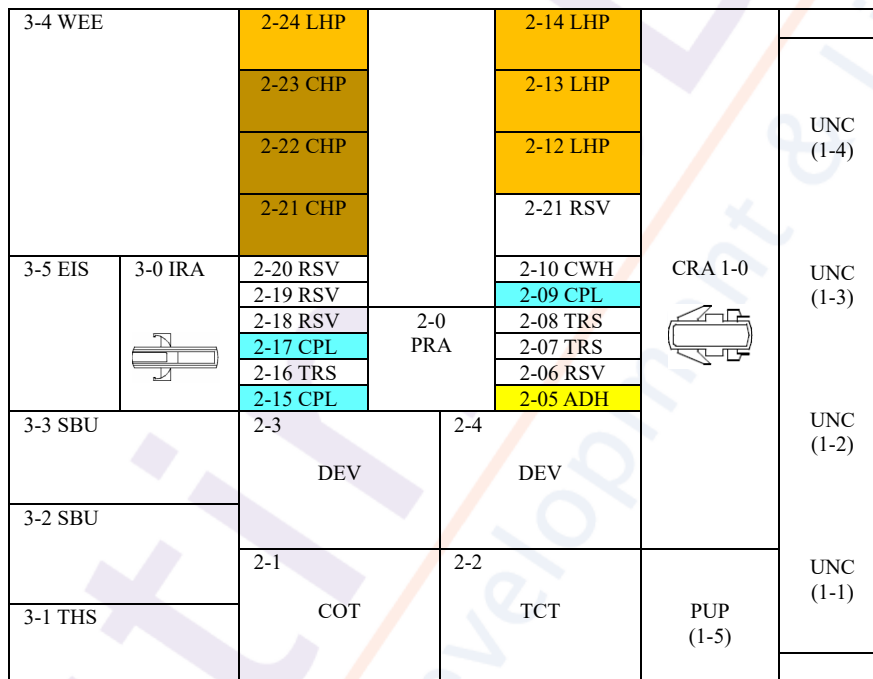 3-4 WEE
2-24 LHP
2-14 LHP
2-23 CHP
2-13 LHP
UNC
(1-4)
2-22 CHP
2-12 LHP
2-21 CHP
2-21 RSV
3-5 EIS
3-0 IRA
2-20 RSV
2-10 CWH
CRA 1-0
UNC
(1-3)
2-19 RSV
2-09 CPL
2-18 RSV
2-0
PRA
2-08 TRS
2-17 CPL
2-07 TRS
2-16 TRS
2-06 RSV
2-15 CPL
2-05 ADH
3-3 SBU
2-3
DEV
2-4
DEV
UNC
(1-2)
3-2 SBU
2-1
COT
2-2
TCT
UNC
(1-1)
3-1 THS
PUP
(1-5)
velopment &